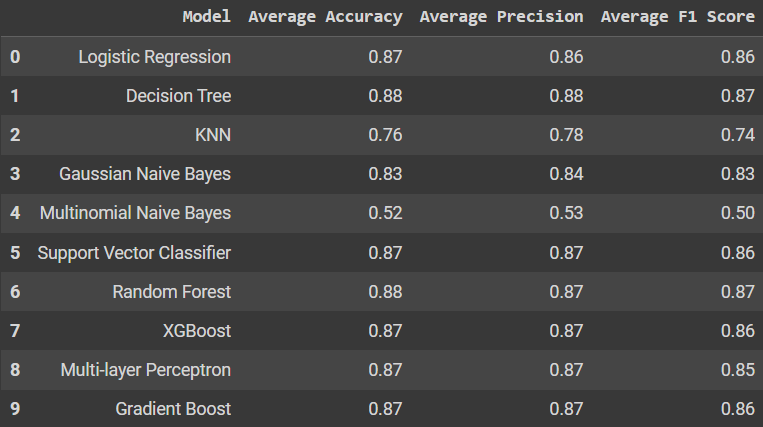 Model Average Accuracy Average Precision Average F1 Score
0 Logistic Regression 0.87 0.86 0.86
1 Decision Tree 0.88 0.88 0.87
2 KNN 0.76 0.78 0.74
3 Gaussian Naive Bayes 0.83 0.84 0.83
4 Multinomial Naive Bayes 0.52 0.53 0.50
5 Support Vector Classifier 0.87 0.87 0.86
6 Random Forest 0.88 0.87 0.87
7 XGBoost 0.87 0.87 0.86
8 Multi-layer Perceptron 0.87 0.87 0.85
9 Gradient Boost 0.87 0.87 0.86